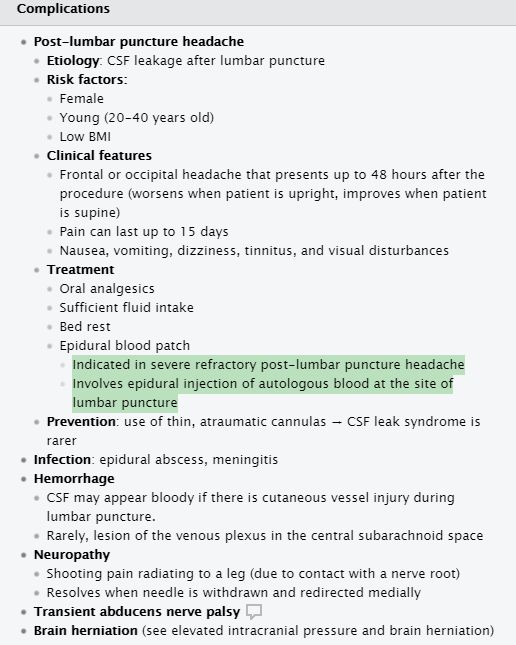 Complications
Post-lumbar puncture headache
Etiology: CSF leakage after lumbar puncture
Risk factors:
Female
Young (20–40 years old)
Low BMI
Clinical features
Frontal or occipital headache that presents up to 48 hours after the
procedure (worsens when patient is upright, improves when patient
is supine)
Pain can last up to 15 days
Nausea, vomiting, dizziness, tinnitus, and visual disturbances
Treatment
Oral analgesics
Sufficient fluid intake
Bed rest
Epidural blood patch
Indicated in severe refractory post-lumbar puncture headache
Involves epidural injection of autologous blood at the site of
lumbar puncture
Prevention: use of thin, atraumatic cannulas → CSF leak syndrome is
rarer
Infection: epidural abscess, meningitis
Hemorrhage
CSF may appear bloody if there is cutaneous vessel injury during
lumbar puncture.
Rarely, lesion of the venous plexus in the central subarachnoid space
Neuropathy
Shooting pain radiating to a leg (due to contact with a nerve root)
Resolves when needle is withdrawn and redirected medially
Transient abducens nerve palsy
Brain herniation (see elevated intracranial pressure and brain herniation)